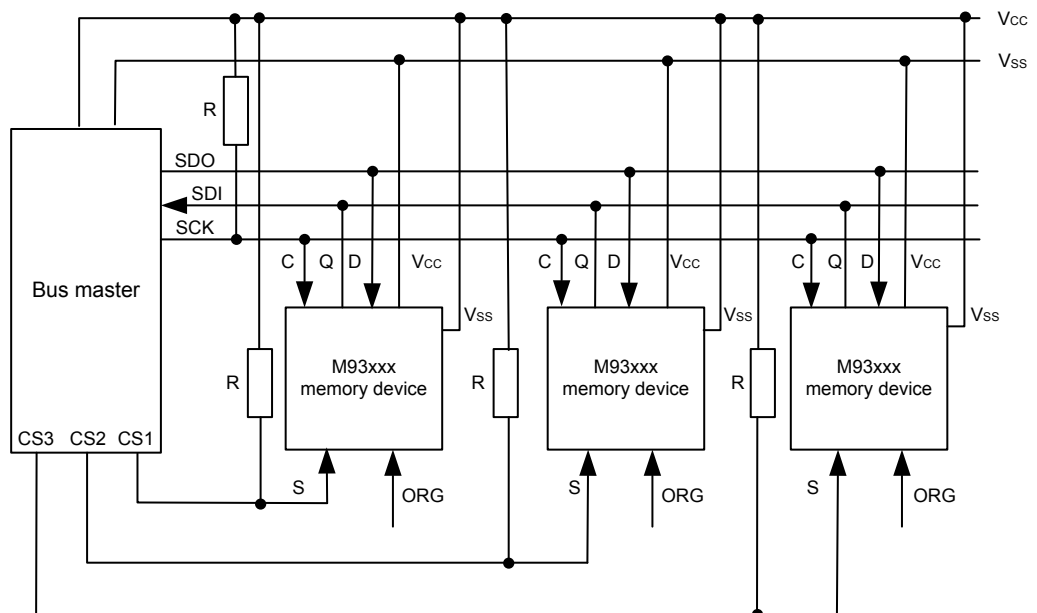 VCC
VSS
R
SDO
SDI
SCK
C Q D VCC
C Q D VCC
C Q D VCC
Bus master
VSS
VSS
VSS
R
M93xxx
memory device
R
M93xxx
memory device
R
M93xxx
memory device
CS3 CS2 CS1
S
ORG
S
ORG
S
ORG